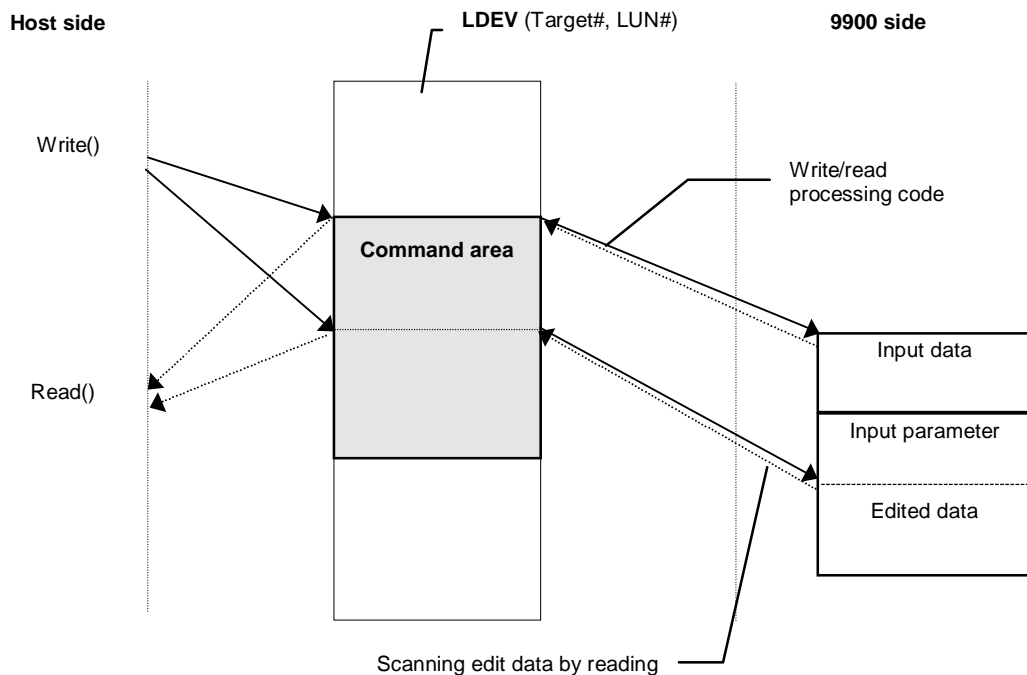 Host side
LDEV (Target#, LUN#)
9900 side
Write()
Write/read
processing code
Command area
Input data
Read()
Input parameter
Edited data
Scanning edit data by reading